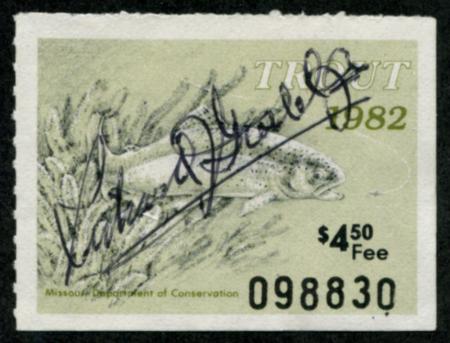 TROUT
1982
$4.50
Fee
Missouri Department of Conservation
098830